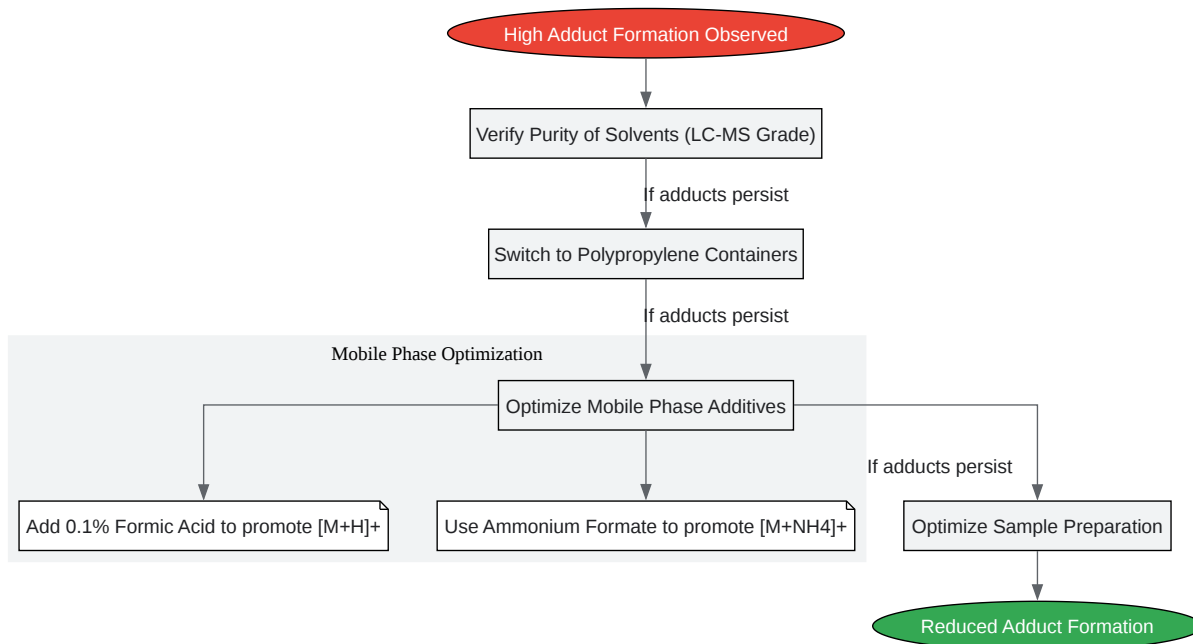 High Adduct Formation Observed
Verify Purity of Solvents (LC-MS Grade)
If adducts persist
Switch to Polypropylene Containers
If adducts persist
Mobile Phase Optimization
Optimize Mobile Phase Additives
If adducts persist
Add 0.1% Formic Acid to promote [M+H]+
Use Ammonium Formate to promote [M+NH4]+
Optimize Sample Preparation
Reduced Adduct Formation